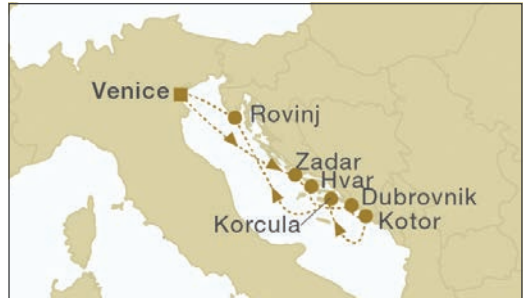 Venice
Rovinj
Zadar
Hvar
Dubrovnik
Korcula
Kotor